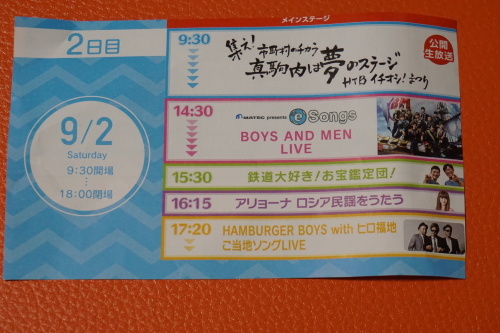 メインステージ
2日目
9/2
Saturday
9:30開場
⋮
18:00閉場
9:30
集え!
市町村のチカラ
真駒内は夢のステージ
HTB イチオシ!まつり
公開
生放送
14:30
MATEC presents eSongs
BOYS AND MEN
LIVE
15:30
鉄道大好き!お宝鑑定団!
16:15
アリョーナ ロシア民謡をうたう
17:20
HAMBURGER BOYS with ヒロ福地
ご当地ソングLIVE